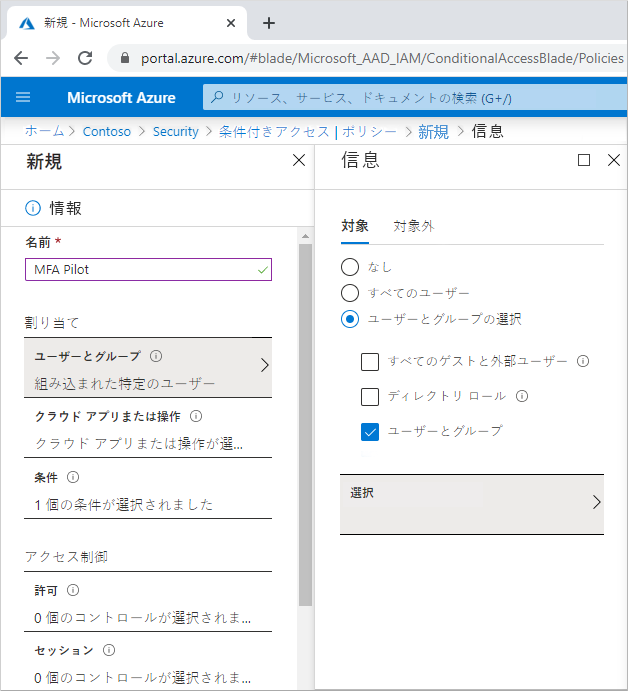 新規 - Microsoft Azure
portal.azure.com/#blade/Microsoft_AAD_IAM/ConditionalAccessBlade/Policies
Microsoft Azure
リソース、サービス、ドキュメントの検索 (G+/)
ホーム > Contoso > Security > 条件付きアクセス | ポリシー > 新規 > 信息
新規
情報
名前 *
MFA Pilot
割り当て
ユーザーとグループ
組み込まれた特定のユーザー
クラウド アプリまたは操作
クラウド アプリまたは操作が選...
条件
1 個の条件が選択されました
アクセス制御
許可
0 個のコントロールが選択されま...
セッション
0 個のコントロールが選択されま...
信息
対象
対象外
なし
すべてのユーザー
ユーザーとグループの選択
すべてのゲストと外部ユーザー
ディレクトリ ロール
ユーザーとグループ
選択